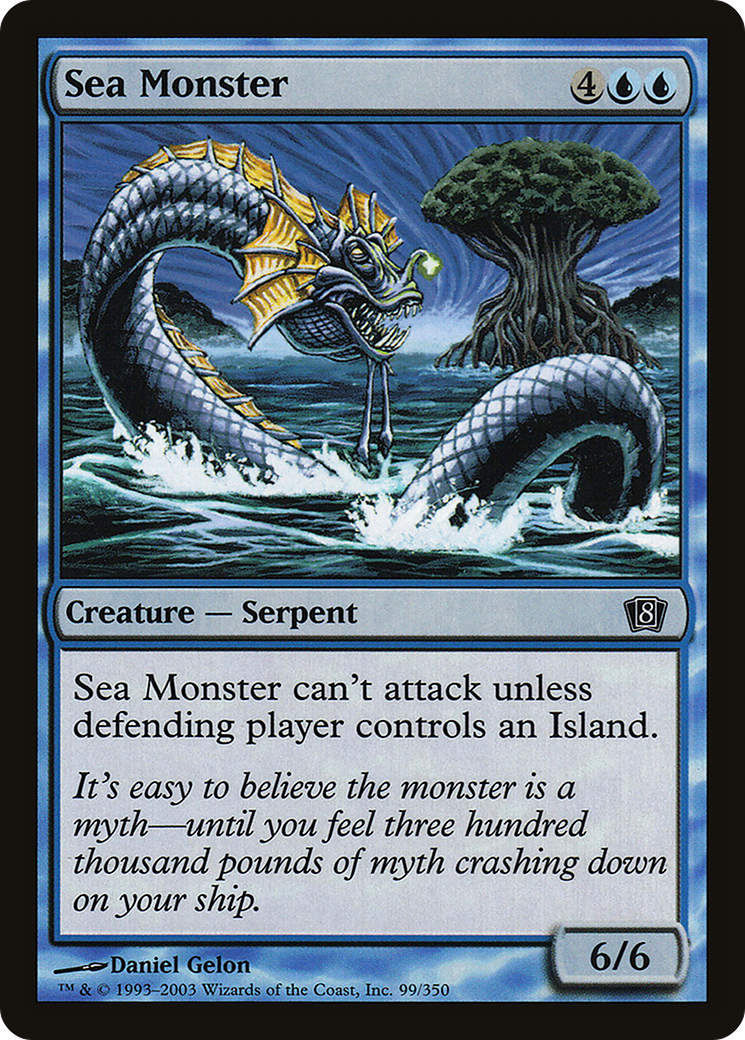 Sea Monster
4
Creature — Serpent
8
Sea Monster can't attack unless
defending player controls an Island.
It's easy to believe the monster is a
myth—until you feel three hundred
thousand pounds of myth crashing down
on your ship.
6/6
Daniel Gelon
™ & © 1993–2003 Wizards of the Coast, Inc. 99/350